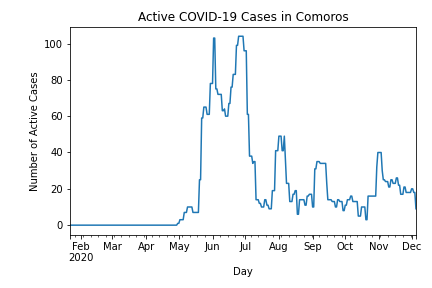 Active COVID-19 Cases in Comoros
Number of Active Cases
100
80
60
40
20
0
Feb Mar Apr May Jun Jul Aug Sep Oct Nov Dec
2020
Day